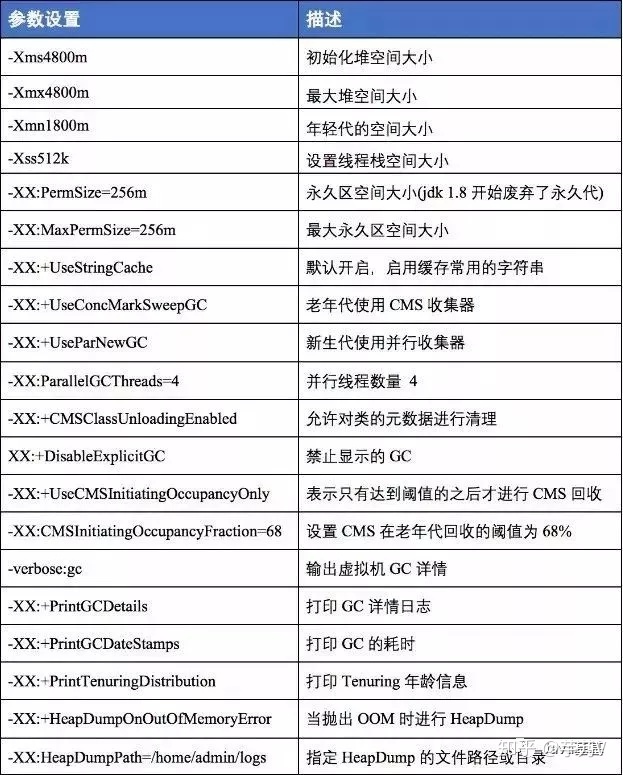 参数设置 描述
-Xms4800m 初始化堆空间大小
-Xmx4800m 最大堆空间大小
-Xmn1800m 年轻代的空间大小
-Xss512k 设置线程栈空间大小
-XX:PermSize=256m 永久区空间大小(jdk 1.8 开始废弃了永久代)
-XX:MaxPermSize=256m 最大永久区空间大小
-XX:+UseStringCache 默认开启，启用缓存常用的字符串
-XX:+UseConcMarkSweepGC 老年代使用 CMS 收集器
-XX:+UseParNewGC 新生代使用并行收集器
-XX:ParallelGCThreads=4 并行线程数量 4
-XX:+CMSClassUnloadingEnabled 允许对类的元数据进行清理
XX:+DisableExplicitGC 禁止显示的 GC
-XX:+UseCMSInitiatingOccupancyOnly 表示只有达到阈值的之后才进行 CMS 回收
-XX:CMSInitiatingOccupancyFraction=68 设置 CMS 在老年代回收的阈值为 68%
-verbose:gc 输出虚拟机 GC 详情
-XX:+PrintGCDetails 打印 GC 详情日志
-XX:+PrintGCDateStamps 打印 GC 的耗时
-XX:+PrintTenuringDistribution 打印 Tenuring 年龄信息
-XX:+HeapDumpOnOutOfMemoryError 当抛出 OOM 时进行 HeapDump
-XX:HeapDumpPath=/home/admin/logs 指定 HeapDump 的文件路径或目录
知乎